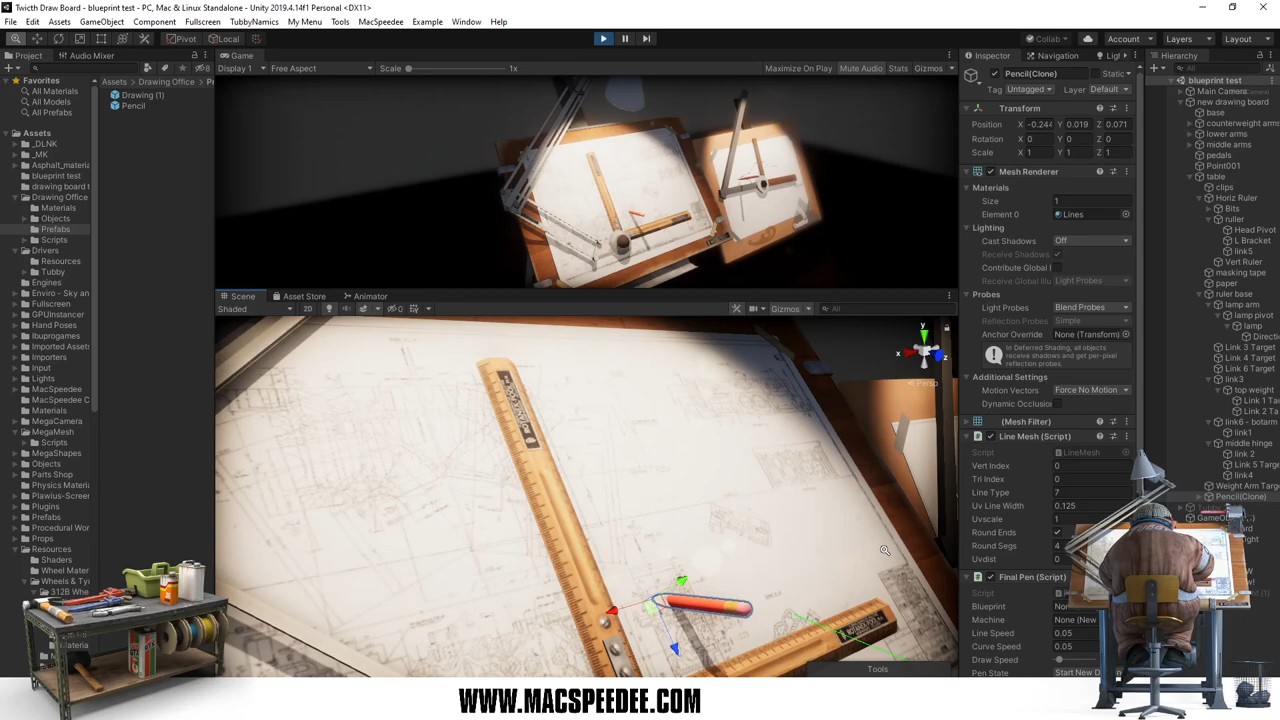 Twicth Draw Board - blueprint test - PC, Mac & Linux Standalone - Unity 2019.4.14f1 Personal <DX11>
File Edit Assets GameObject Component Fullscreen TubbyNamics My Menu Tools MacSpeedee Example Window Help
Pivot Local Collab Account Layers Layout
Project Audio Mixer
Favorites
All Materials
All Models
All Prefabs
Assets
_DLNK
_MK
Asphalt_materia
blueprint test
drawing board t
Drawing Office
Materials
Objects
Prefabs
Scripts
Drivers
Resources
Tubby
Engines
Enviro - Sky an
Fullscreen
GPUInstancer
Hand Poses
Ibuprogames
Imported Asset
Importers
Input
Lights
MacSpeedee
MacSpeedee C
Materials
MegaCamera
MegaMesh
Scripts
MegaShapes
Objects
Parts Shop
Physics Materia
Plawius-Screen
Plugins
Prefabs
Procedural Wor
Props
Resources
Shaders
Wheel Mater
Wheels & Ty
312B Whe
Materia
Assets Drawing Office
Drawing (1)
Pencil
Game
Display 1 Free Aspect Scale 1x Maximize On Play Mute Audio Stats Gizmos
Scene Asset Store Animator
Shaded 2D 0 Gizmos All
x y z
Persp
Tools
Inspector Navigation Ligh
Pencil(Clone) Static
Tag Untagged Layer Default
Transform
Position X -0.244 Y 0.019 Z 0.071
Rotation X 0 Y 0 Z 0
Scale X 1 Y 1 Z 1
Mesh Renderer
Materials
Size 1
Element 0 Lines
Lighting
Cast Shadows Off
Receive Shadows
Contribute Global I
Receive Global Illu Light Probes
Probes
Light Probes Blend Probes
Reflection Probes Simple
Anchor Override None (Transform)
In Deferred Shading, all objects
receive shadows and get per-pixel
reflection probes.
Additional Settings
Motion Vectors Force No Motion
Dynamic Occlusion
(Mesh Filter)
Line Mesh (Script)
Script LineMesh
Vert Index 0
Tri Index 0
Line Type 7
Uv Line Width 0.125
Uvscale 1
Round Ends
Round Segs 4
Uvdist 0
Final Pen (Script)
Script
Blueprint Non
Machine None (New
Line Speed 0.05
Curve Speed 0.05
Draw Speed
Pen State Start New D
Hierarchy
All
blueprint test
Main Camera
new drawing board
base
counterweight arms
lower arms
middle arms
pedals
Point001
table
clips
Horiz Ruler
Bits
ruller
Head Pivot
L Bracket
link5
Vert Ruler
masking tape
paper
ruler base
lamp arm
lamp pivot
lamp
Directi
Link 3 Target
Link 4 Target
Link 6 Target
link3
top weight
Link 1 Ta
Link 2 Ta
link6 - botarm
link1
middle hinge
link 2
Link 5 Targ
link4
Weight Arm Targ
Pencil(Clone)
WWW.MACSPEEDEE.COM